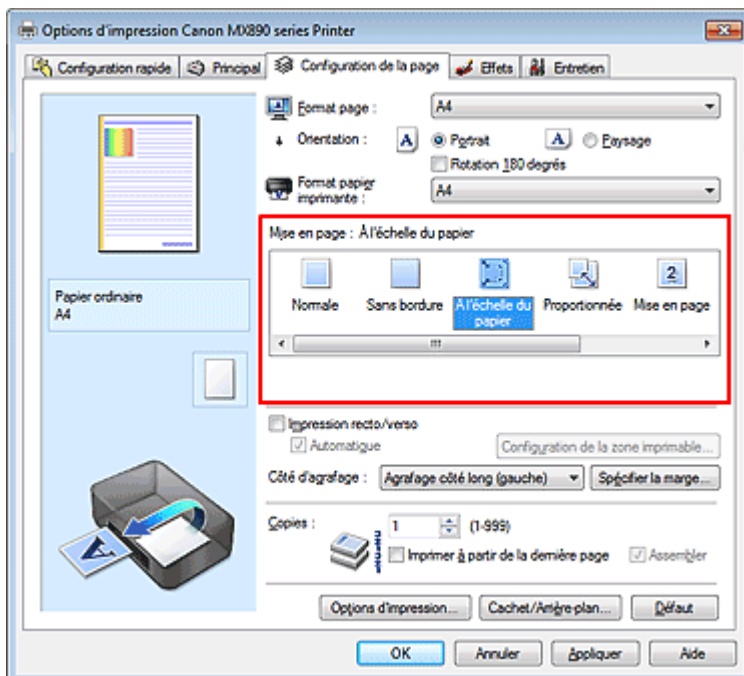 Options d'impression Canon MX890 series Printer
Configuration rapide Principal Configuration de la page Effets Entretien
Format page : A4
Orientation : A Portrait A Paysage
Rotation 180 degrés
Format papier imprimante : A4
Mise en page : À l'échelle du papier
Normale Sans bordure À l'échelle du papier Proportionnée Mise en page
Papier ordinaire
A4
Impression recto/verso
Automatique Configuration de la zone imprimable...
Côté d'agrafage : Agrafage côté long (gauche) Spécifier la marge...
Copies : 1 (1-999)
Imprimer à partir de la dernière page Assembler
Options d'impression... Cachet/Arrière-plan... Défaut
OK Annuler Appliquer Aide